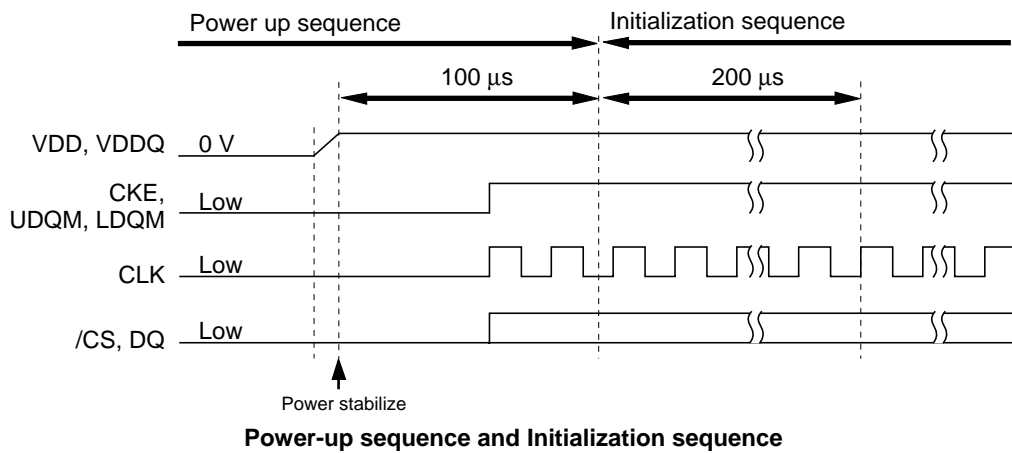 Power up sequence
Initialization sequence
100 μs
200 μs
VDD, VDDQ
0 V
CKE,
UDQM, LDQM
Low
CLK
Low
/CS, DQ
Low
Power stabilize
Power-up sequence and Initialization sequence